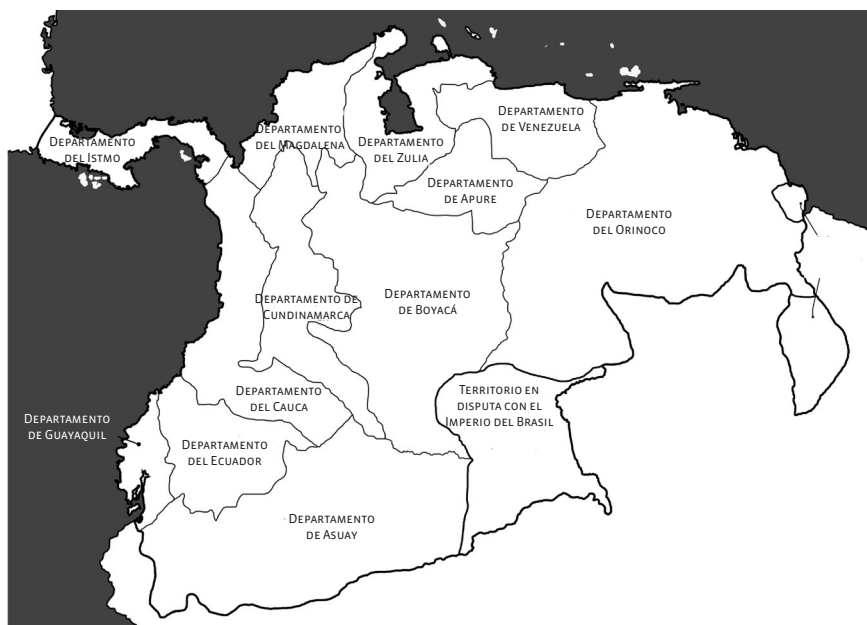 Departamento
de Venezuela
Departamento
del Istmo
Departamento
del Magdalena
Departamento
del Zulia
Departamento
de Apure
Departamento
del Orinoco
Departamento de
Cundinamarca
Departamento
de Boyacá
Departamento
del Cauca
Territorio en
disputa con el
Imperio del Brasil
Departamento
de Guayaquil
Departamento
del Ecuador
Departamento
de Asuay